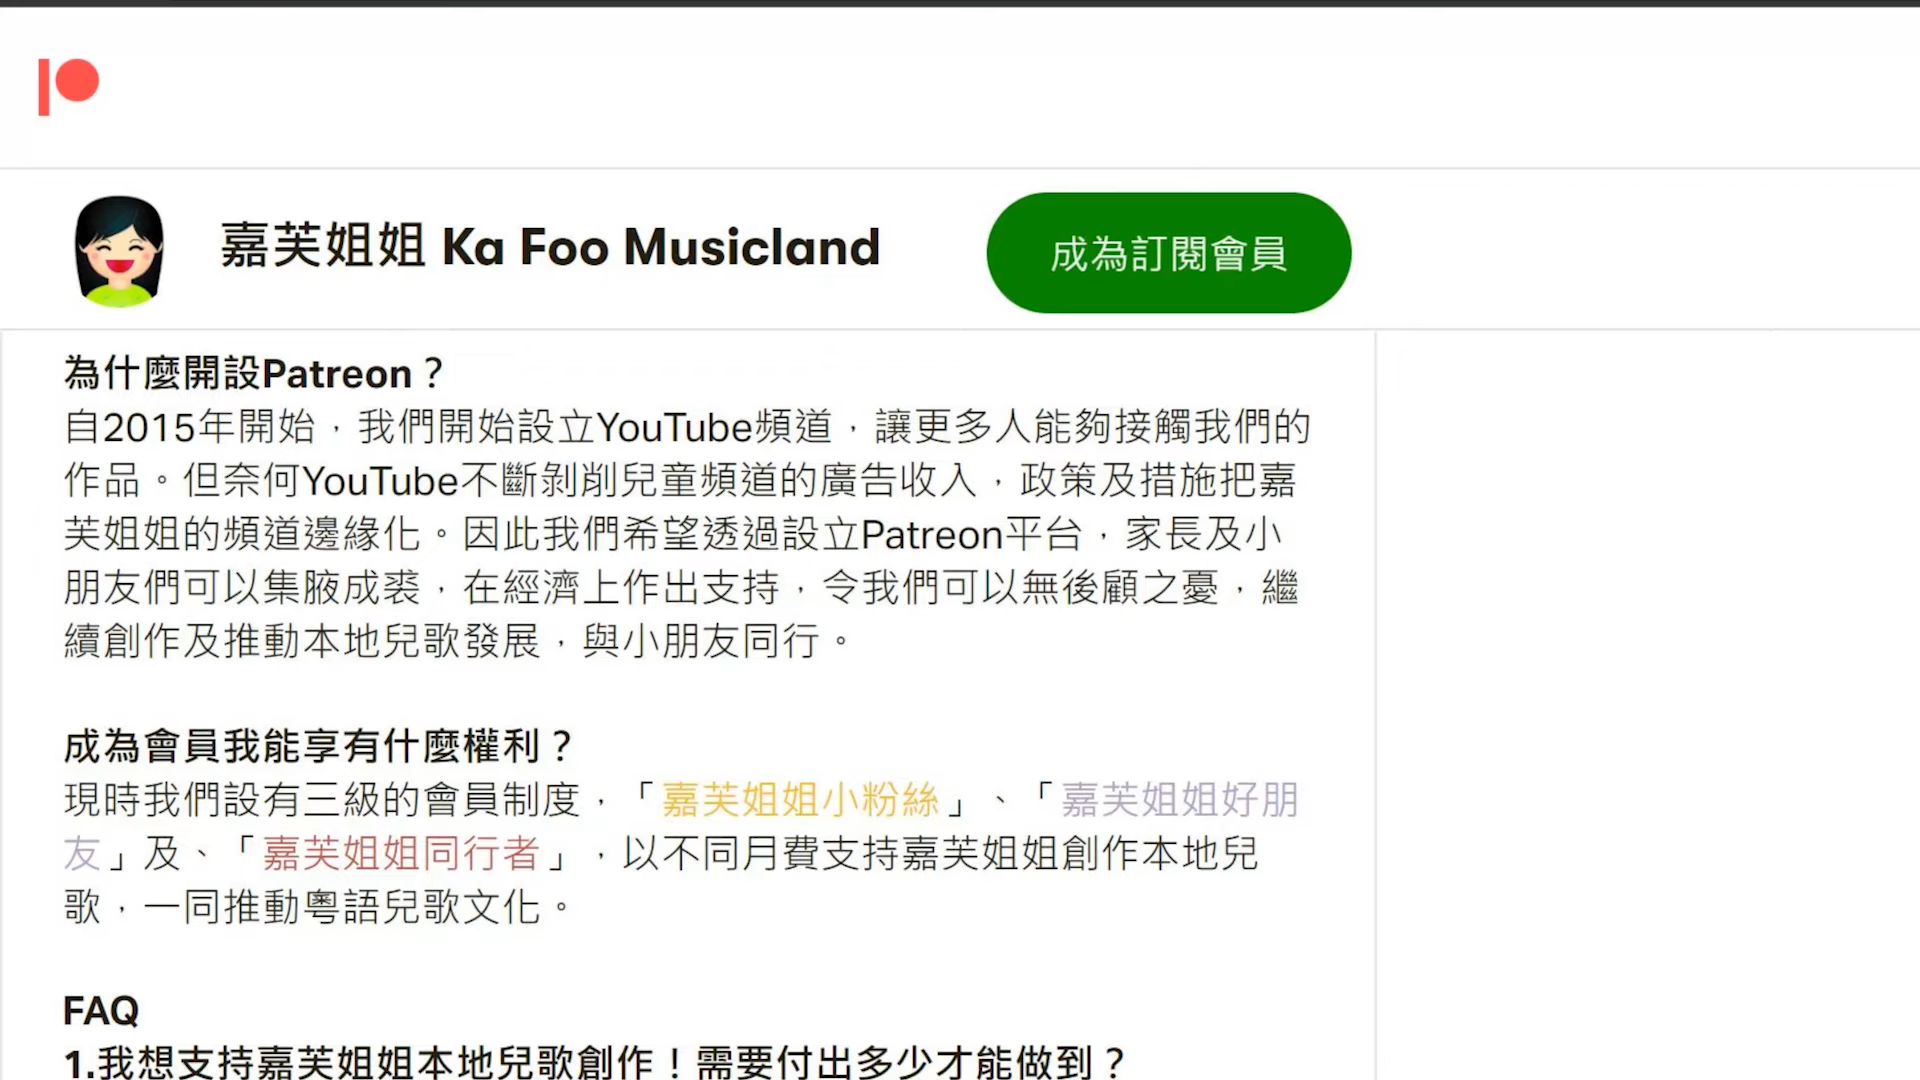 嘉芙姐姐 Ka Foo Musicland
成為訂閱會員
為什麼開設Patreon？
自2015年開始，我們開始設立YouTube頻道，讓更多人能夠接觸我們的
作品。但奈何YouTube不斷剝削兒童頻道的廣告收入，政策及措施把嘉
芙姐姐的頻道邊緣化。因此我們希望透過設立Patreon平台，家長及小
朋友們可以集腋成裘，在經濟上作出支持，令我們可以無後顧之憂，繼
續創作及推動本地兒歌發展，與小朋友同行。
成為會員我能享有什麼權利？
現時我們設有三級的會員制度，「嘉芙姐姐小粉絲」、「嘉芙姐姐好朋
友」及、「嘉芙姐姐同行者」，以不同月費支持嘉芙姐姐創作本地兒
歌，一同推動粵語兒歌文化。
FAQ
1.我想支持嘉芙姐姐本地兒歌創作！需要付出多少才能做到？